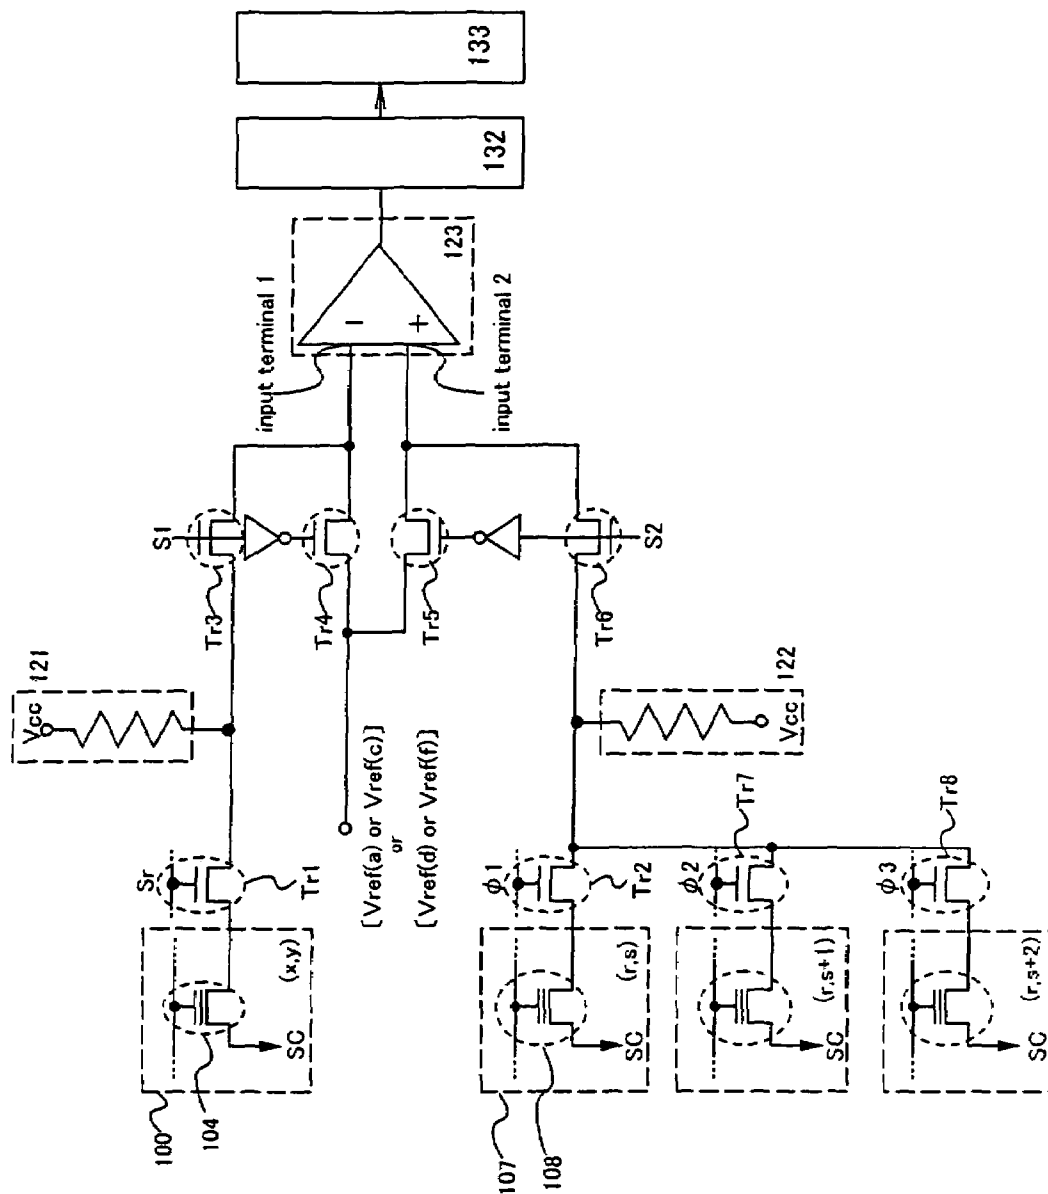 133
132
123
input terminal 1
input terminal 2
−
+
S1
S2
Tr3
Tr4
Tr5
Tr6
121
Vcc
122
Vcc
[Vref(a) or Vref(c)]
or
[Vref(d) or Vref(f)]
Sr
Tr1
ϕ1
Tr2
ϕ2
Tr7
ϕ3
Tr8
(x,y)
SC
100
104
(r,s)
SC
107
108
(r,s+1)
SC
(r,s+2)
SC